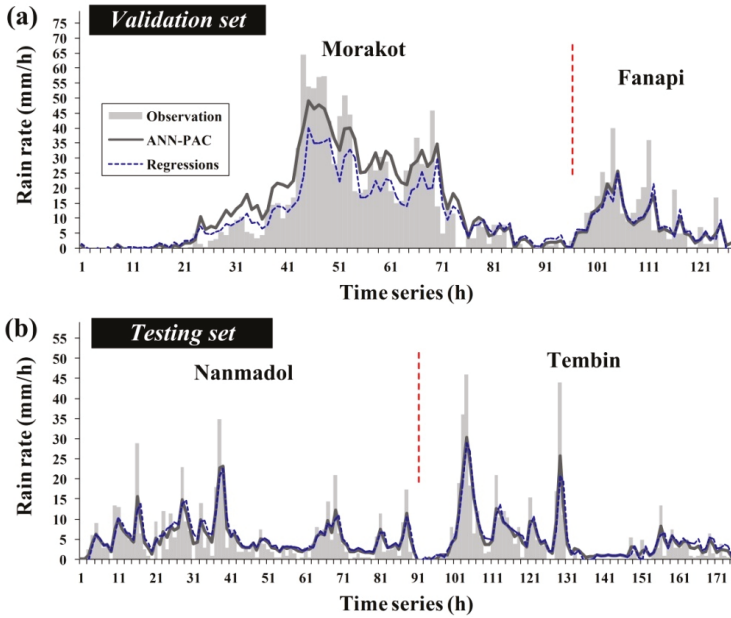 (a)
Validation set
Morakot
Fanapi
Observation
ANN-PAC
Regressions
Rain rate (mm/h)
75
70
65
60
55
50
45
40
35
30
25
20
15
10
5
0
1 11 21 31 41 51 61 71 81 91 101 111 121
Time series (h)
(b)
Testing set
Nanmadol
Tembin
Rain rate (mm/h)
55
50
45
40
35
30
25
20
15
10
5
0
1 11 21 31 41 51 61 71 81 91 101 111 121 131 141 151 161 171
Time series (h)